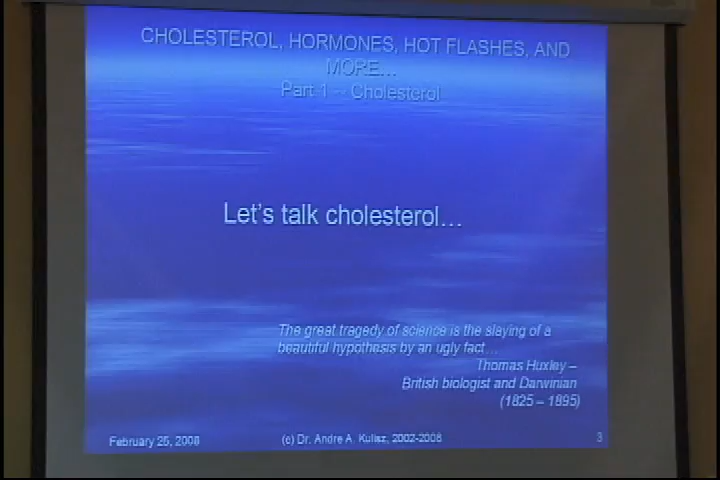 CHOLESTEROL, HORMONES, HOT FLASHES, AND
MORE...
Part 1 – Cholesterol
Let's talk cholesterol...
The great tragedy of science is the slaying of a
beautiful hypothesis by an ugly fact...
Thomas Huxley –
British biologist and Darwinian
(1825 – 1895)
February 25, 2008
(c) Dr. Andre A. Kulisz, 2002-2008
3